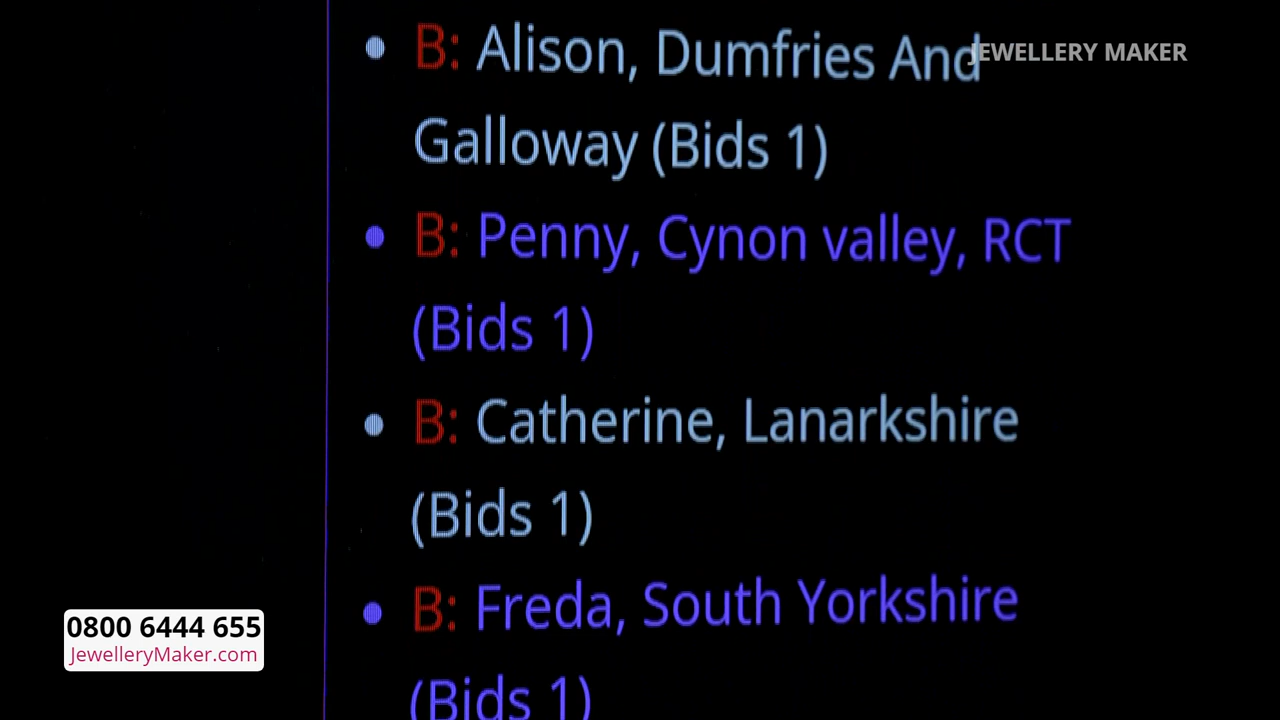 B: Alison, Dumfries And
JEWELLERY MAKER
Galloway (Bids 1)
B: Penny, Cynon valley, RCT
(Bids 1)
B: Catherine, Lanarkshire
(Bids 1)
B: Freda, South Yorkshire
(Bids 1)
0800 6444 655
JewelleryMaker.com